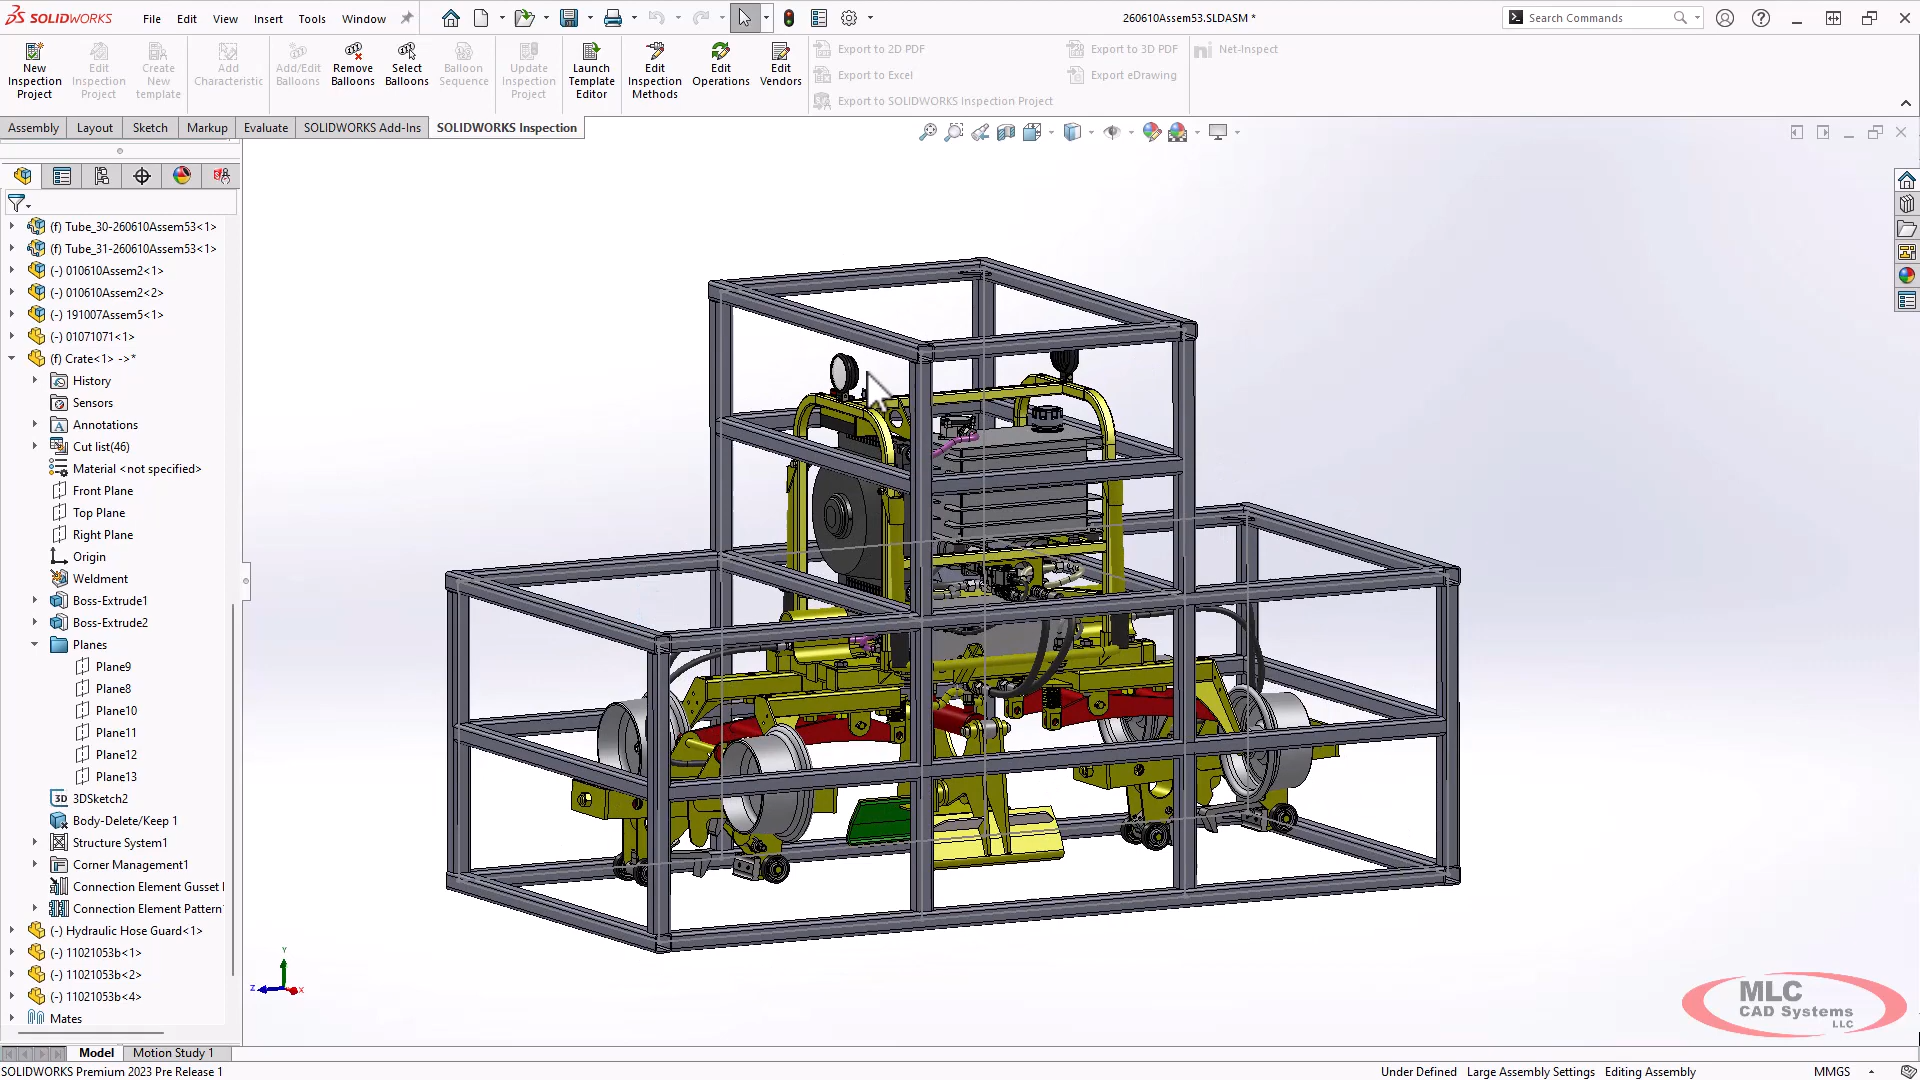 SOLIDWORKS
File
Edit
View
Insert
Tools
Window
260610Assem53.SLDASM *
Search Commands
New Inspection Project
Edit Inspection Project
Create New template
Add Characteristic
Add/Edit Balloons
Remove Balloons
Select Balloons
Balloon Sequence
Update Inspection Project
Launch Template Editor
Edit Inspection Methods
Edit Operations
Edit Vendors
Export to 2D PDF
Export to Excel
Export to SOLIDWORKS Inspection Project
Export to 3D PDF
Export eDrawing
Net-Inspect
Assembly
Layout
Sketch
Markup
Evaluate
SOLIDWORKS Add-Ins
SOLIDWORKS Inspection
(f) Tube_30-260610Assem53<1>
(f) Tube_31-260610Assem53<1>
(-) 010610Assem2<1>
(-) 010610Assem2<2>
(-) 191007Assem5<1>
(-) 01071071<1>
(f) Crate<1> ->*
History
Sensors
Annotations
Cut list(46)
Material <not specified>
Front Plane
Top Plane
Right Plane
Origin
Weldment
Boss-Extrude1
Boss-Extrude2
Planes
Plane9
Plane8
Plane10
Plane11
Plane12
Plane13
3D 3DSketch2
Body-Delete/Keep 1
Structure System1
Corner Management1
Connection Element Gusset
Connection Element Pattern
(-) Hydraulic Hose Guard<1>
(-) 11021053b<1>
(-) 11021053b<2>
(-) 11021053b<4>
Mates
Y
Z
X
MLC
CAD Systems
LLC
Model
Motion Study 1
SOLIDWORKS Premium 2023 Pre Release 1
Under Defined
Large Assembly Settings
Editing Assembly
MMGS